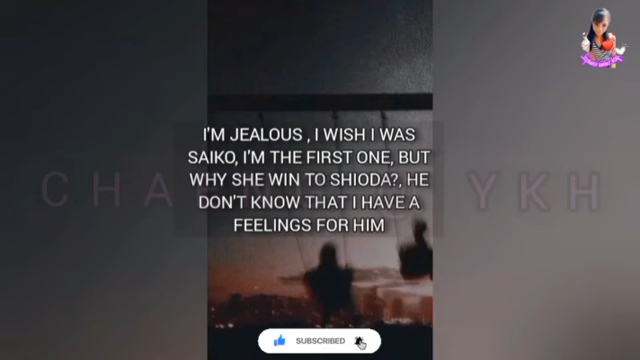 I'M JEALOUS , I WISH I WAS
SAIKO, I'M THE FIRST ONE, BUT
WHY SHE WIN TO SHIODA?, HE
DON'T KNOW THAT I HAVE A
FEELINGS FOR HIM
SUBSCRIBED